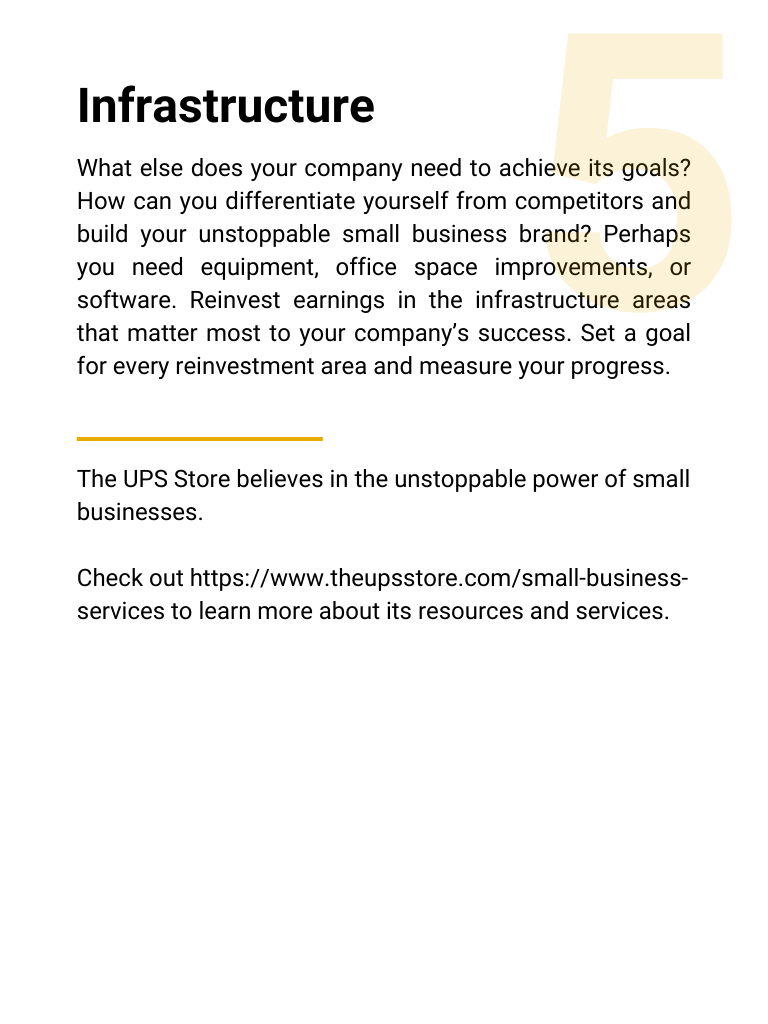 5
Infrastructure
What else does your company need to achieve its goals?
How can you differentiate yourself from competitors and
build your unstoppable small business brand? Perhaps
you need equipment, office space improvements, or
software. Reinvest earnings in the infrastructure areas
that matter most to your company’s success. Set a goal
for every reinvestment area and measure your progress.
The UPS Store believes in the unstoppable power of small
businesses.
Check out https://www.theupsstore.com/small-business-
services to learn more about its resources and services.